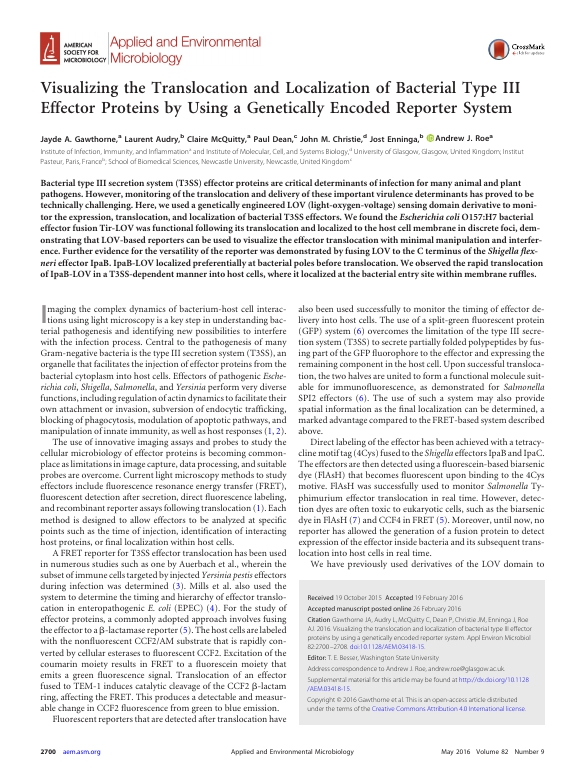 AMERICAN
SOCIETY FOR
MICROBIOLOGY
Applied and Environmental
Microbiology
CrossMark
Visualizing the Translocation and Localization of Bacterial Type III
Effector Proteins by Using a Genetically Encoded Reporter System
Jayde A. Gawthorne,a Laurent Audry,b Claire McQuitty,a Paul Dean,c John M. Christie,d Jost Enninga,b Andrew J. Roea
Institute of Infection, Immunity, and Inflammationa and Institute of Molecular, Cell, and Systems Biology,d University of Glasgow, Glasgow, United Kingdom; Institut
Pasteur, Paris, Franceb; School of Biomedical Sciences, Newcastle University, Newcastle, United Kingdomc
Bacterial type III secretion system (T3SS) effector proteins are critical determinants of infection for many animal and plant
pathogens. However, monitoring of the translocation and delivery of these important virulence determinants has proved to be
technically challenging. Here, we used a genetically engineered LOV (light-oxygen-voltage) sensing domain derivative to moni-
tor the expression, translocation, and localization of bacterial T3SS effectors. We found the Escherichia coli O157:H7 bacterial
effector fusion Tir-LOV was functional following its translocation and localized to the host cell membrane in discrete foci, dem-
onstrating that LOV-based reporters can be used to visualize the effector translocation with minimal manipulation and interfer-
ence. Further evidence for the versatility of the reporter was demonstrated by fusing LOV to the C terminus of the Shigella flex-
neri effector IpaB. IpaB-LOV localized preferentially at bacterial poles before translocation. We observed the rapid translocation
of IpaB-LOV in a T3SS-dependent manner into host cells, where it localized at the bacterial entry site within membrane ruffles.
Imaging the complex dynamics of bacterium-host cell interac-
tions using light microscopy is a key step in understanding bac-
terial pathogenesis and identifying new possibilities to interfere
with the infection process. Central to the pathogenesis of many
Gram-negative bacteria is the type III secretion system (T3SS), an
organelle that facilitates the injection of effector proteins from the
bacterial cytoplasm into host cell. Effectors of pathogenic Esche-
richia coli, Shigella, Salmonella, and Yersinia perform very diverse
functions, including regulation of actin dynamics to facilitate their
own attachment or invasion, subversion of endocytic trafficking,
blocking of phagocytosis, modulation of apoptotic pathways, and
manipulation of innate immunity, as well as host responses (1, 2).
The use of innovative imaging assays and probes to study the
cellular microbiology of effector proteins is becoming common-
place as limitations in image capture, data processing, and suitable
probes are overcome. Current light microscopy methods to study
effectors include fluorescence resonance energy transfer (FRET),
fluorescent detection after secretion, direct fluorescence labeling,
and recombinant reporter assays following translocation (1). Each
method is designed to allow effectors to be analyzed at specific
points such as the time of injection, identification of interacting
host proteins, or final localization within host cells.
A FRET reporter for T3SS effector translocation has been used
in numerous studies such as one by Auerbach et al., wherein the
subset of immune cells targeted by injected Yersinia pestis effectors
during infection was determined (3). Mills et al. also used the
system to determine the timing and hierarchy of effector translo-
cation in enteropathogenic E. coli (EPEC) (4). For the study of
effector proteins, a commonly adopted approach involves fusing
the effector to a β-lactamase reporter (5). The host cells are labeled
with the nonfluorescent CCF2/AM substrate that is rapidly con-
verted by cellular esterases to fluorescent CCF2. Excitation of the
coumarin moiety results in FRET to a fluorescein moiety that
emits a green fluorescence signal. Translocation of an effector
fused to TEM-1 induces catalytic cleavage of the CCF2 β-lactam
ring, affecting the FRET. This produces a detectable and measur-
able change in CCF2 fluorescence from green to blue emission.
Fluorescent reporters that are detected after translocation have
also been used successfully to monitor the timing of effector de-
livery into host cells. The use of a split-green fluorescent protein
(GFP) system (6) overcomes the limitation of the type III secre-
tion system (T3SS) to secrete partially folded polypeptides by fus-
ing part of the GFP fluorophore to the effector and expressing the
remaining component in the host cell. Upon successful transloca-
tion, the two halves are united to form a functional molecule suit-
able for immunofluorescence, as demonstrated for Salmonella
SPI2 effectors (6). The use of such a system may also provide
spatial information as the final localization can be determined, a
marked advantage compared to the FRET-based system described
above.
Direct labeling of the effector has been achieved with a tetracy-
cline motif tag (4Cys) fused to the Shigella effectors IpaB and IpaC.
The effectors are then detected using a fluorescein-based biarsenic
dye (FlAsH) that becomes fluorescent upon binding to the 4Cys
motive. FlAsH was successfully used to monitor Salmonella Ty-
phimurium effector translocation in real time. However, detec-
tion dyes are often toxic to eukaryotic cells, such as the biarsenic
dye in FlAsH (7) and CCF4 in FRET (5). Moreover, until now, no
reporter has allowed the generation of a fusion protein to detect
expression of the effector inside bacteria and its subsequent trans-
location into host cells in real time.
We have previously used derivatives of the LOV domain to
Received 19 October 2015 Accepted 19 February 2016
Accepted manuscript posted online 26 February 2016
Citation Gawthorne JA, Audry L, McQuitty C, Dean P, Christie JM, Enninga J, Roe
AJ. 2016. Visualizing the translocation and localization of bacterial type III effector
proteins by using a genetically encoded reporter system. Appl Environ Microbiol
82:2700–2708. doi:10.1128/AEM.03418-15.
Editor: T. E. Besser, Washington State University
Address correspondence to Andrew J. Roe, andrew.roe@glasgow.ac.uk.
Supplemental material for this article may be found at http://dx.doi.org/10.1128
/AEM.03418-15.
Copyright © 2016 Gawthorne et al. This is an open-access article distributed
under the terms of the Creative Commons Attribution 4.0 International license.
2700 aem.asm.org Applied and Environmental Microbiology May 2016 Volume 82 Number 9